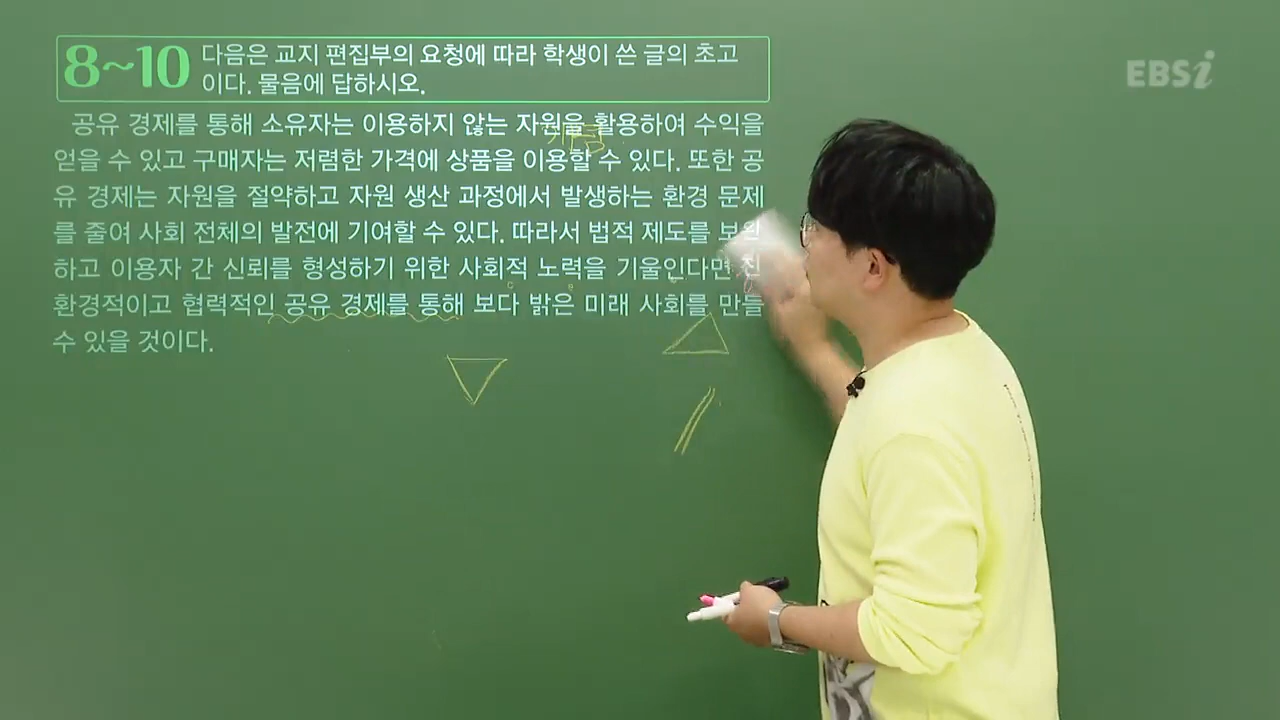 8~10 다음은 교지 편집부의 요청에 따라 학생이 쓴 글의 초고
이다. 물음에 답하시오.
EBSi
공유 경제를 통해 소유자는 이용하지 않는 자원을 활용하여 수익을
얻을 수 있고 구매자는 저렴한 가격에 상품을 이용할 수 있다. 또한 공
유 경제는 자원을 절약하고 자원 생산 과정에서 발생하는 환경 문제
를 줄여 사회 전체의 발전에 기여할 수 있다. 따라서 법적 제도를 보완
하고 이용자 간 신뢰를 형성하기 위한 사회적 노력을 기울인다면 친
환경적이고 협력적인 공유 경제를 통해 보다 밝은 미래 사회를 만들
수 있을 것이다.